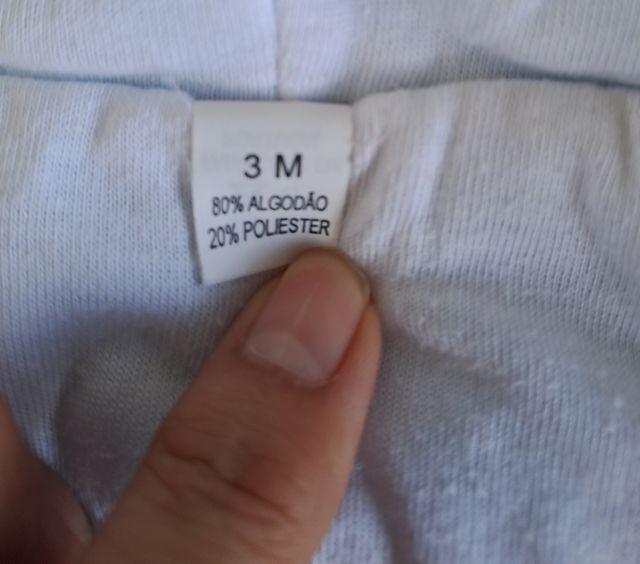 3 M
80% ALGODÃO
20% POLIESTER